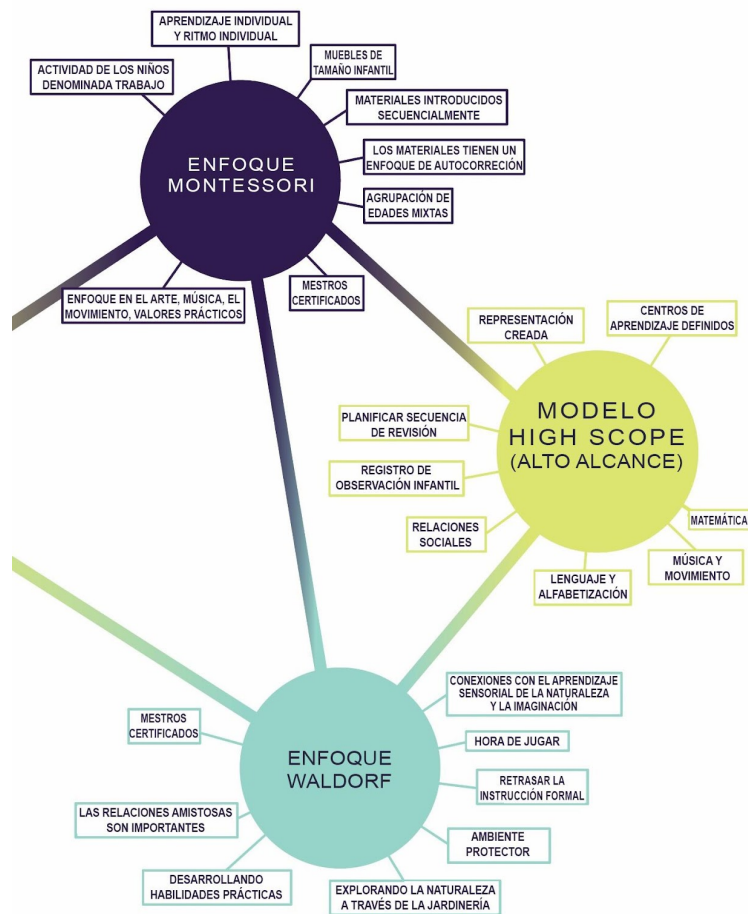 APRENDIZAJE INDIVIDUAL
Y RITMO INDIVIDUAL
MUEBLES DE
TAMAÑO INFANTIL
ACTIVIDAD DE LOS NIÑOS
DENOMINADA TRABAJO
MATERIALES INTRODUCIDOS
SECUENCIALMENTE
ENFOQUE
MONTESSORI
LOS MATERIALES TIENEN UN
ENFOQUE DE AUTOCORRECIÓN
AGRUPACIÓN DE
EDADES MIXTAS
ENFOQUE EN EL ARTE, MÚSICA, EL
MOVIMIENTO, VALORES PRÁCTICOS
MESTROS
CERTIFICADOS
REPRESENTACIÓN
CREADA
CENTROS DE
APRENDIZAJE DEFINIDOS
MODELO
HIGH SCOPE
(ALTO ALCANCE)
PLANIFICAR SECUENCIA
DE REVISIÓN
REGISTRO DE
OBSERVACIÓN INFANTIL
RELACIONES
SOCIALES
MATEMÁTICA
MÚSICA Y
MOVIMIENTO
LENGUAJE Y
ALFABETIZACIÓN
CONEXIONES CON EL APRENDIZAJE
SENSORIAL DE LA NATURALEZA
Y LA IMAGINACIÓN
MESTROS
CERTIFICADOS
HORA DE JUGAR
ENFOQUE
WALDORF
RETRASAR LA
INSTRUCCIÓN FORMAL
LAS RELACIONES AMISTOSAS
SON IMPORTANTES
AMBIENTE
PROTECTOR
DESARROLLANDO
HABILIDADES PRÁCTICAS
EXPLORANDO LA NATURALEZA
A TRAVÉS DE LA JARDINERÍA